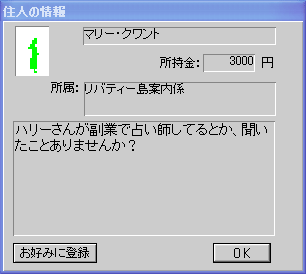 住人の情報
マリー・クワント
所持金: 3000 円
所属: リバティー島案内係
ハリーさんが副業で占い師してるとか、聞い
たことありませんか？
お好みに登録 OK